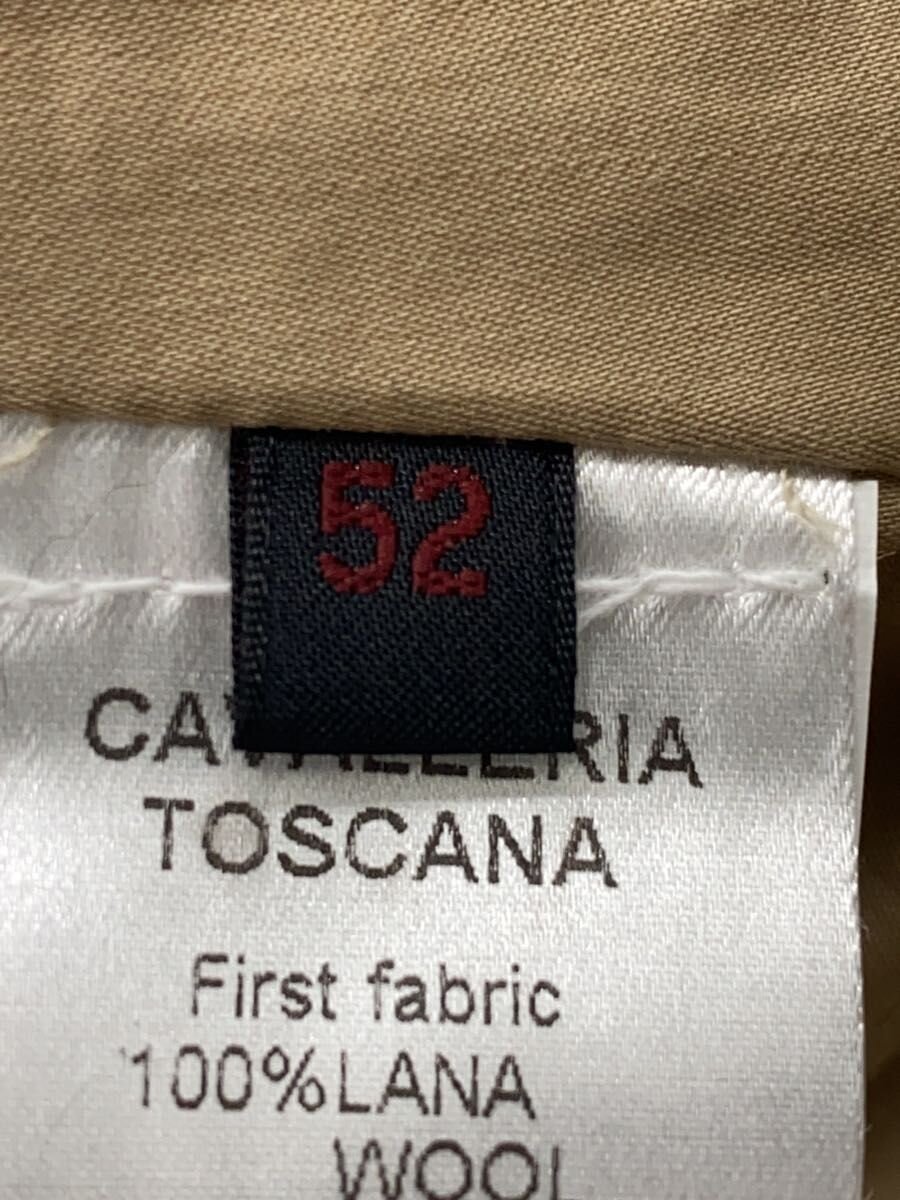 52
CAVALLERIA
TOSCANA
First fabric
100%LANA
WOOL